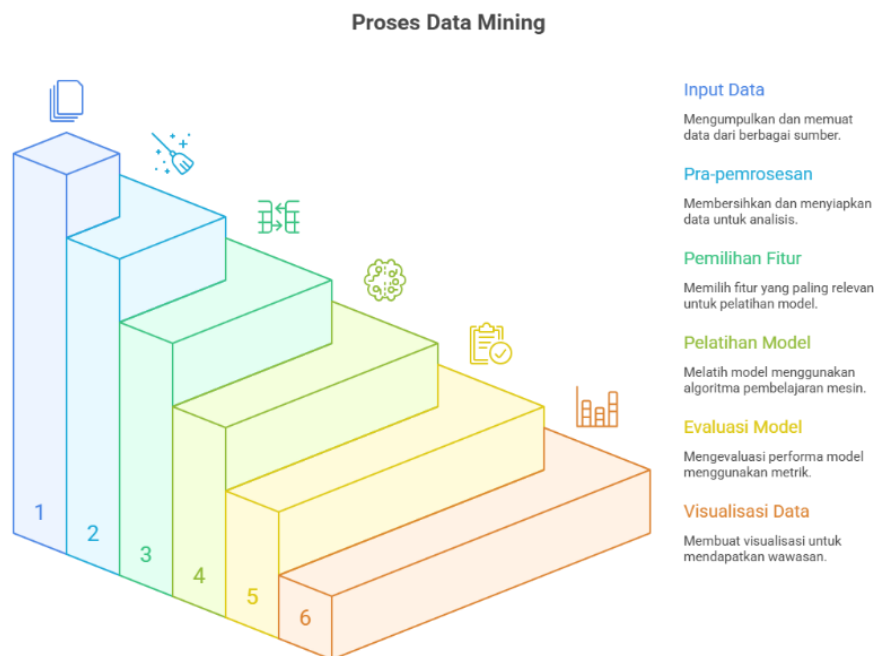 Proses Data Mining
Input Data
Mengumpulkan dan memuat
data dari berbagai sumber.
Pra-pemrosesan
Membersihkan dan menyiapkan
data untuk analisis.
Pemilihan Fitur
Memilih fitur yang paling relevan
untuk pelatihan model.
Pelatihan Model
Melatih model menggunakan
algoritma pembelajaran mesin.
Evaluasi Model
Mengevaluasi performa model
menggunakan metrik.
Visualisasi Data
Membuat visualisasi untuk
mendapatkan wawasan.
1
2
3
4
5
6